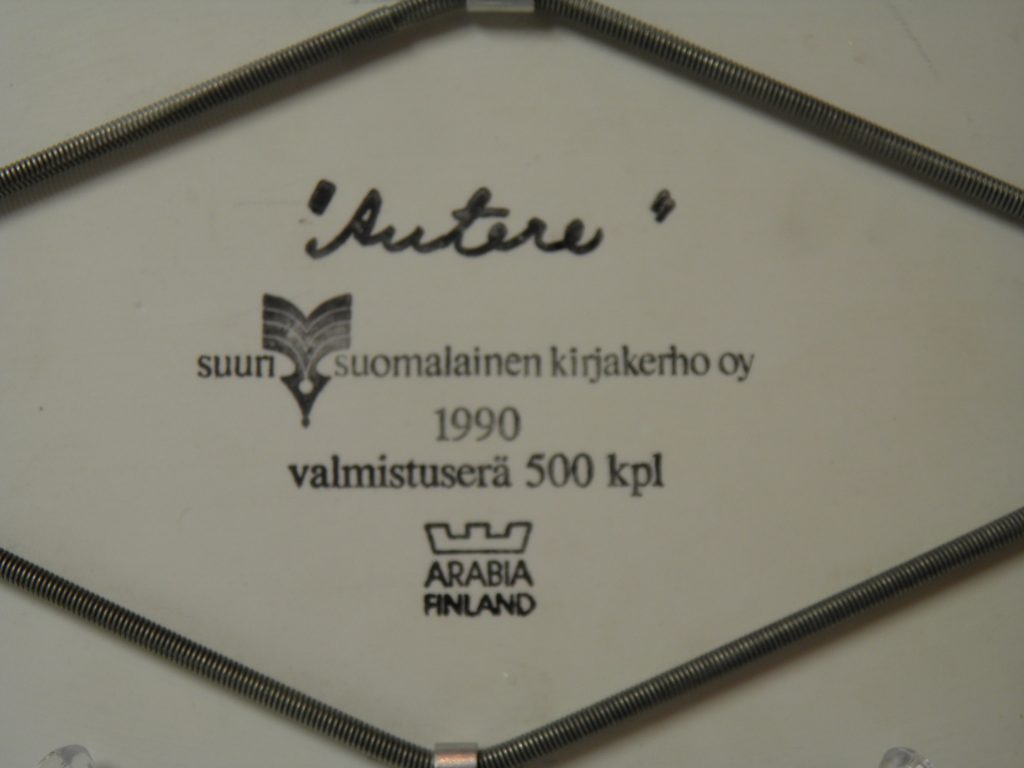 "Autere"
suuri suomalainen kirjakerho oy
1990
valmistuserä 500 kpl
ARABIA
FINLAND